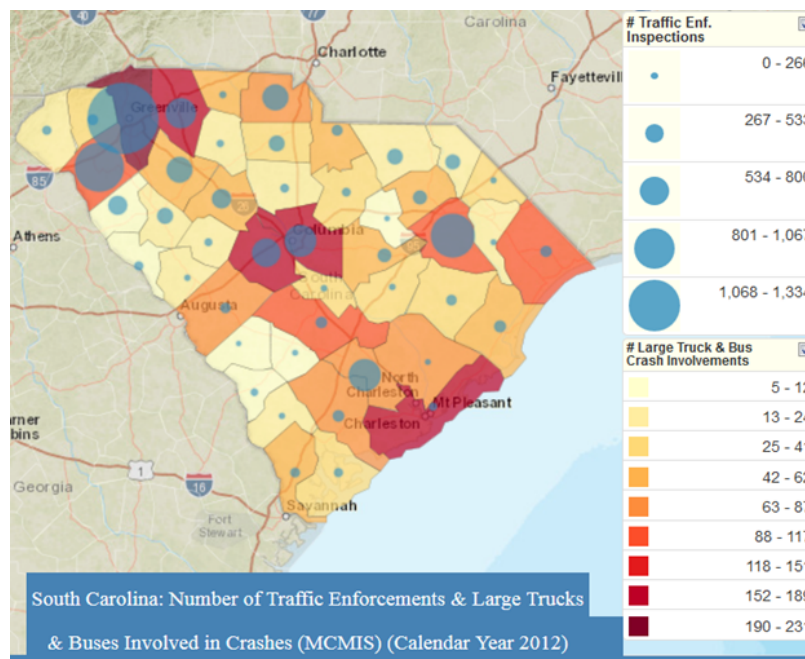 40
77
Carolina
# Traffic Enf.
Inspections
Charlotte
0 - 266
Fayettevill
Greenville
267 - 533
85
534 - 800
26
Athens
Columbia
801 - 1,067
South
Carolina
Augusta
1,068 - 1,334
# Large Truck & Bus
Crash Involvements
North
Charleston
Mt Pleasant
5 - 12
Charleston
13 - 24
25 - 41
1
42 - 62
Georgia
16
63 - 87
Savannah
88 - 117
Fort
Stewart
118 - 151
152 - 189
190 - 231
South Carolina: Number of Traffic Enforcements & Large Trucks
& Buses Involved in Crashes (MCMIS) (Calendar Year 2012)